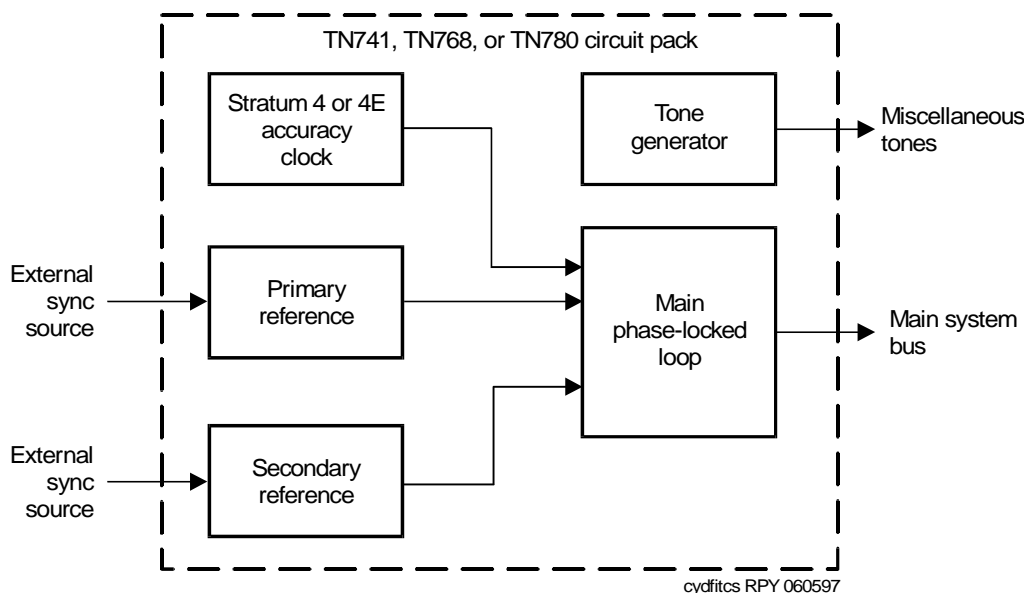 TN741, TN768, or TN780 circuit pack
Stratum 4 or 4E
accuracy
clock
Tone
generator
Miscellaneous
tones
External
sync
source
Primary
reference
Main
phase-locked
loop
Main system
bus
External
sync
source
Secondary
reference
cydfitcs RPY 060597